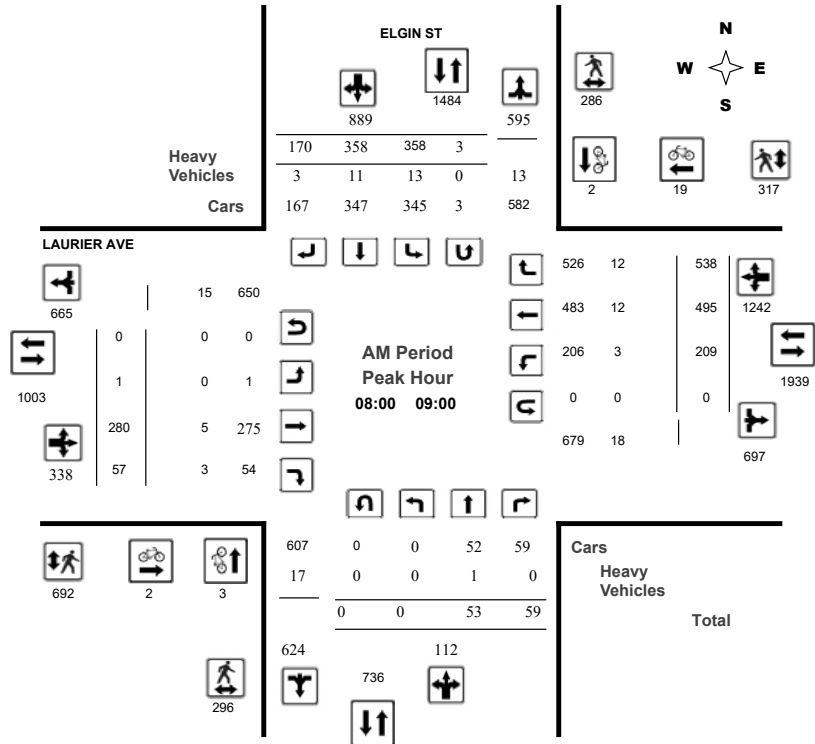 ELGIN ST
N
W E
S
1484
286
889 595
170 358 358 3
Heavy
Vehicles
3 11 13 0 13
2 19 317
Cars 167 347 345 3 582
LAURIER AVE
526 12 538
15 650
665 1242
483 12 495
0 0 0
AM Period
206 3 209
Peak Hour
1 0 1
1003 1939
08:00 09:00
0 0 0
280 5 275
679 18
697
338 57 3 54
607 0 0 52 59 Cars
17 0 0 1 0 Heavy
Vehicles
692 2 3
0 0 53 59
Total
624 112
736
296